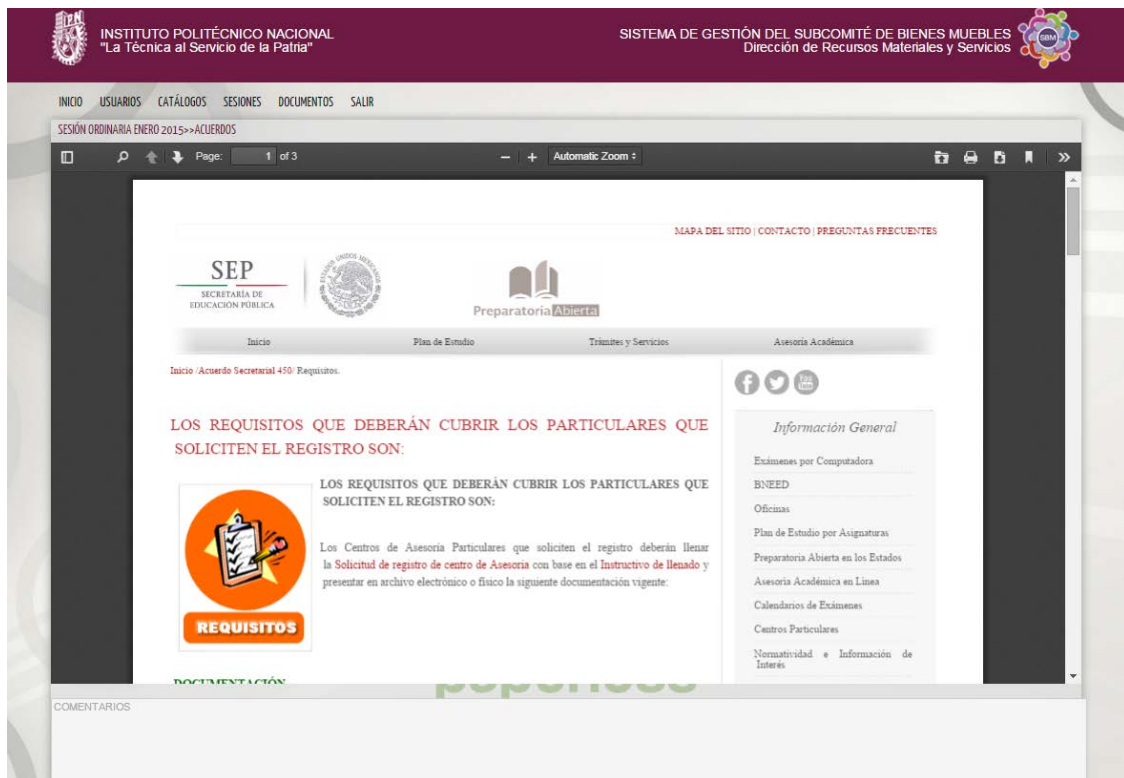 INSTITUTO POLITÉCNICO NACIONAL
"La Técnica al Servicio de la Patria"
SISTEMA DE GESTIÓN DEL SUBCOMITÉ DE BIENES MUEBLES
Dirección de Recursos Materiales y Servicios
SBM
INICIO USUARIOS CATÁLOGOS SESIONES DOCUMENTOS SALIR
SESIÓN ORDINARIA ENERO 2015>>ACUERDOS
Page: 1 of 3
Automatic Zoom
MAPA DEL SITIO | CONTACTO | PREGUNTAS FRECUENTES
SEP
SECRETARÍA DE
EDUCACIÓN PÚBLICA
Preparatoria Abierta
Inicio Plan de Estudio Trámites y Servicios Asesoría Académica
Inicio /Acuerdo Secretarial 450/ Requisitos.
LOS REQUISITOS QUE DEBERÁN CUBRIR LOS PARTICULARES QUE
SOLICITEN EL REGISTRO SON:
LOS REQUISITOS QUE DEBERÁN CUBRIR LOS PARTICULARES QUE
SOLICITEN EL REGISTRO SON:
Los Centros de Asesoría Particulares que soliciten el registro deberán llenar
la Solicitud de registro de centro de Asesoria con base en el Instructivo de llenado y
presentar en archivo electrónico o físico la siguiente documentación vigente:
REQUISITOS
DOCUMENTACIÓN
Información General
Exámenes por Computadora
BNEED
Oficinas
Plan de Estudio por Asignaturas
Preparatoria Abierta en los Estados
Asesoría Académica en Linea
Calendarios de Exámenes
Centros Particulares
Normatividad e Información de
Interés
COMENTARIOS